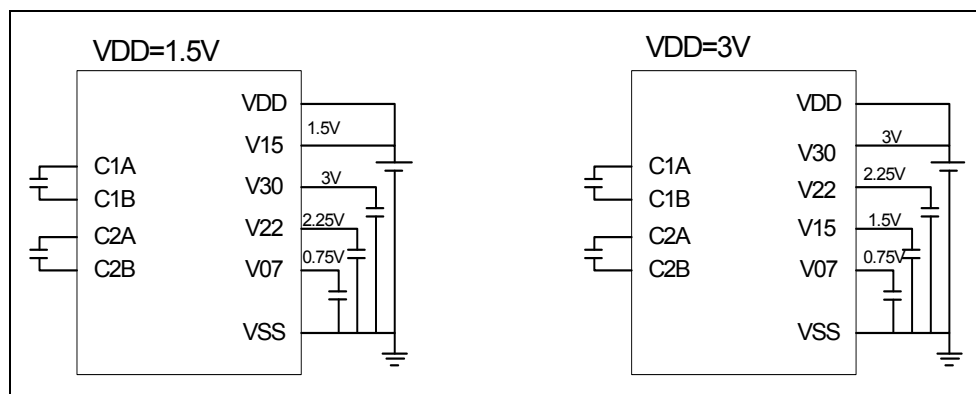 VDD=1.5V
VDD
1.5V
V15
C1A
3V
V30
C1B
2.25V
V22
C2A
0.75V
V07
C2B
VSS
VDD=3V
VDD
3V
V30
C1A
2.25V
V22
C1B
1.5V
V15
C2A
0.75V
V07
C2B
VSS